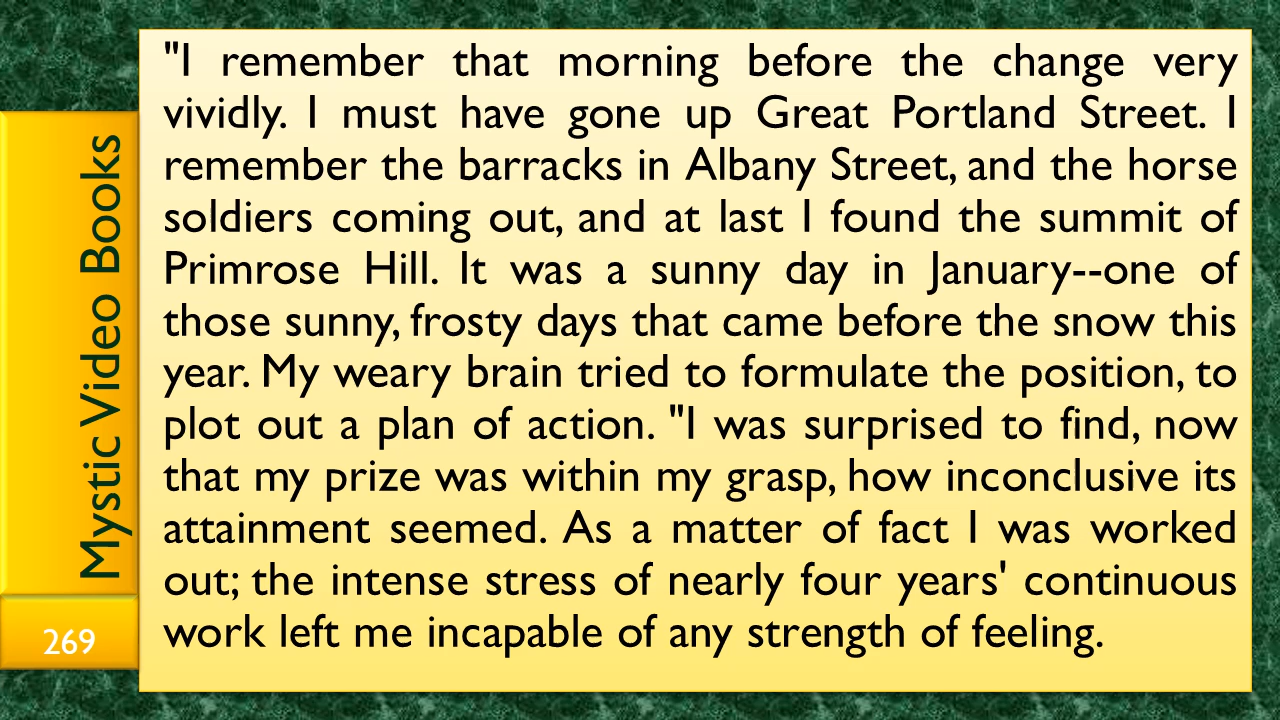 "I remember that morning before the change very
vividly. I must have gone up Great Portland Street. I
remember the barracks in Albany Street, and the horse
soldiers coming out, and at last I found the summit of
Primrose Hill. It was a sunny day in January--one of
those sunny, frosty days that came before the snow this
year. My weary brain tried to formulate the position, to
plot out a plan of action. "I was surprised to find, now
that my prize was within my grasp, how inconclusive its
attainment seemed. As a matter of fact I was worked
out; the intense stress of nearly four years' continuous
work left me incapable of any strength of feeling.
Mystic Video Books
269